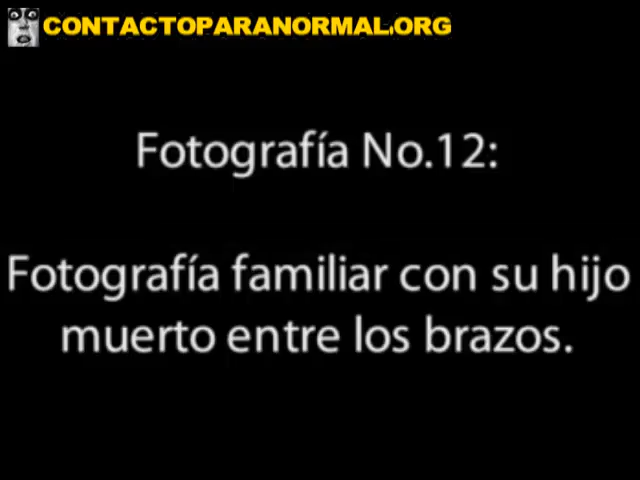 CONTACTOPARANORMAL.ORG
Fotografía No.12:
Fotografía familiar con su hijo
muerto entre los brazos.